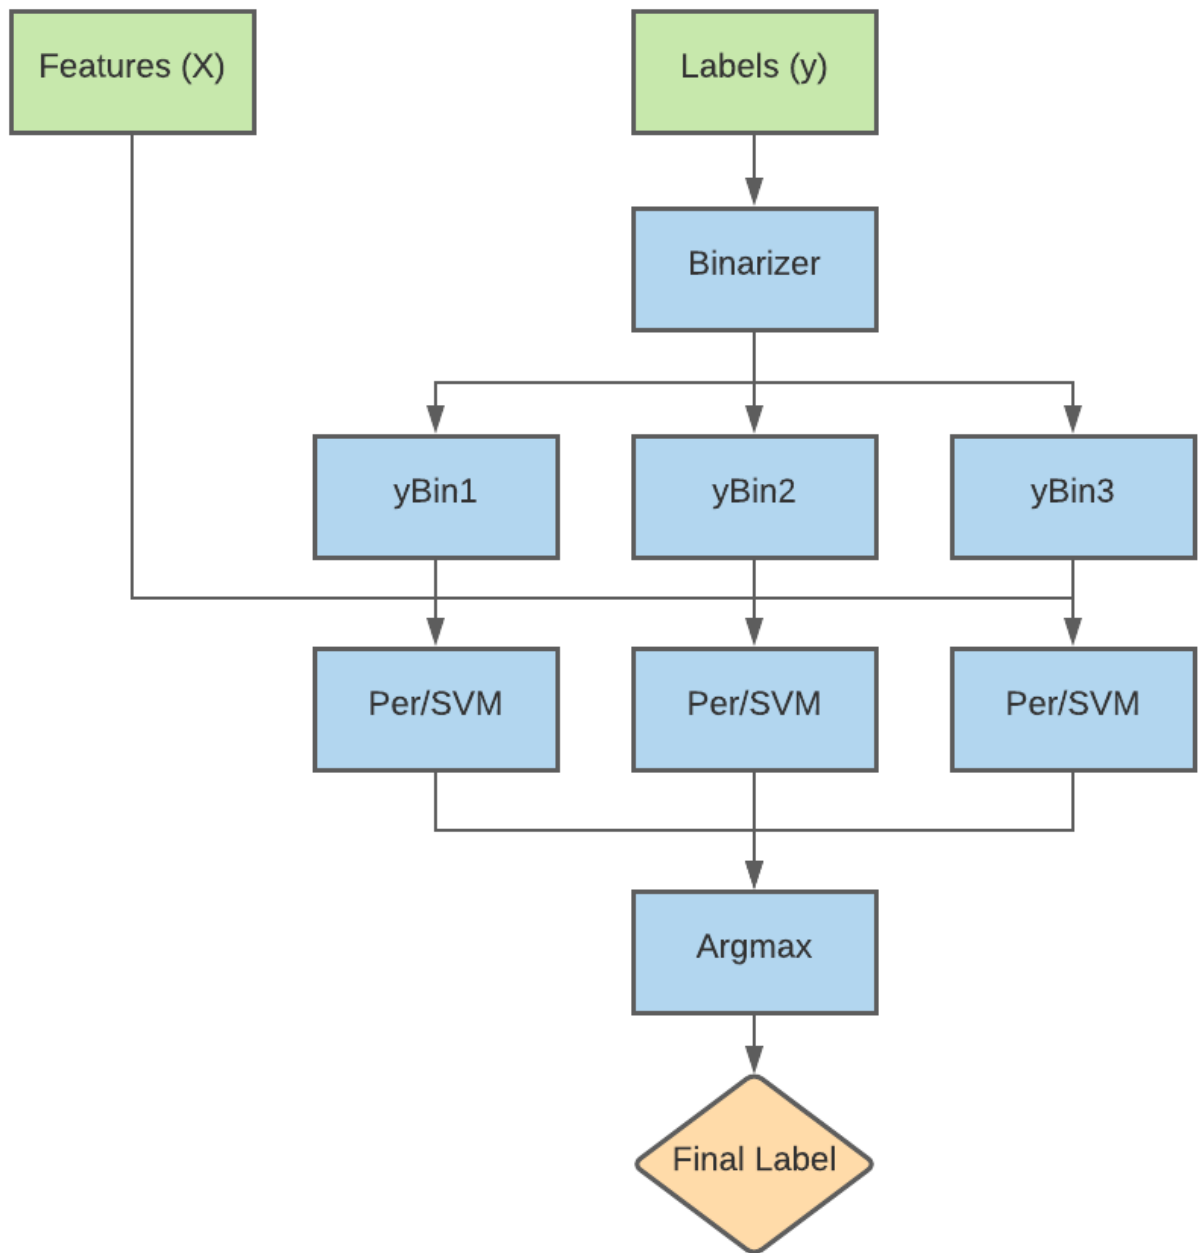 Features (X)
Labels (y)
Binarizer
yBin1
yBin2
yBin3
Per/SVM
Per/SVM
Per/SVM
Argmax
Final Label